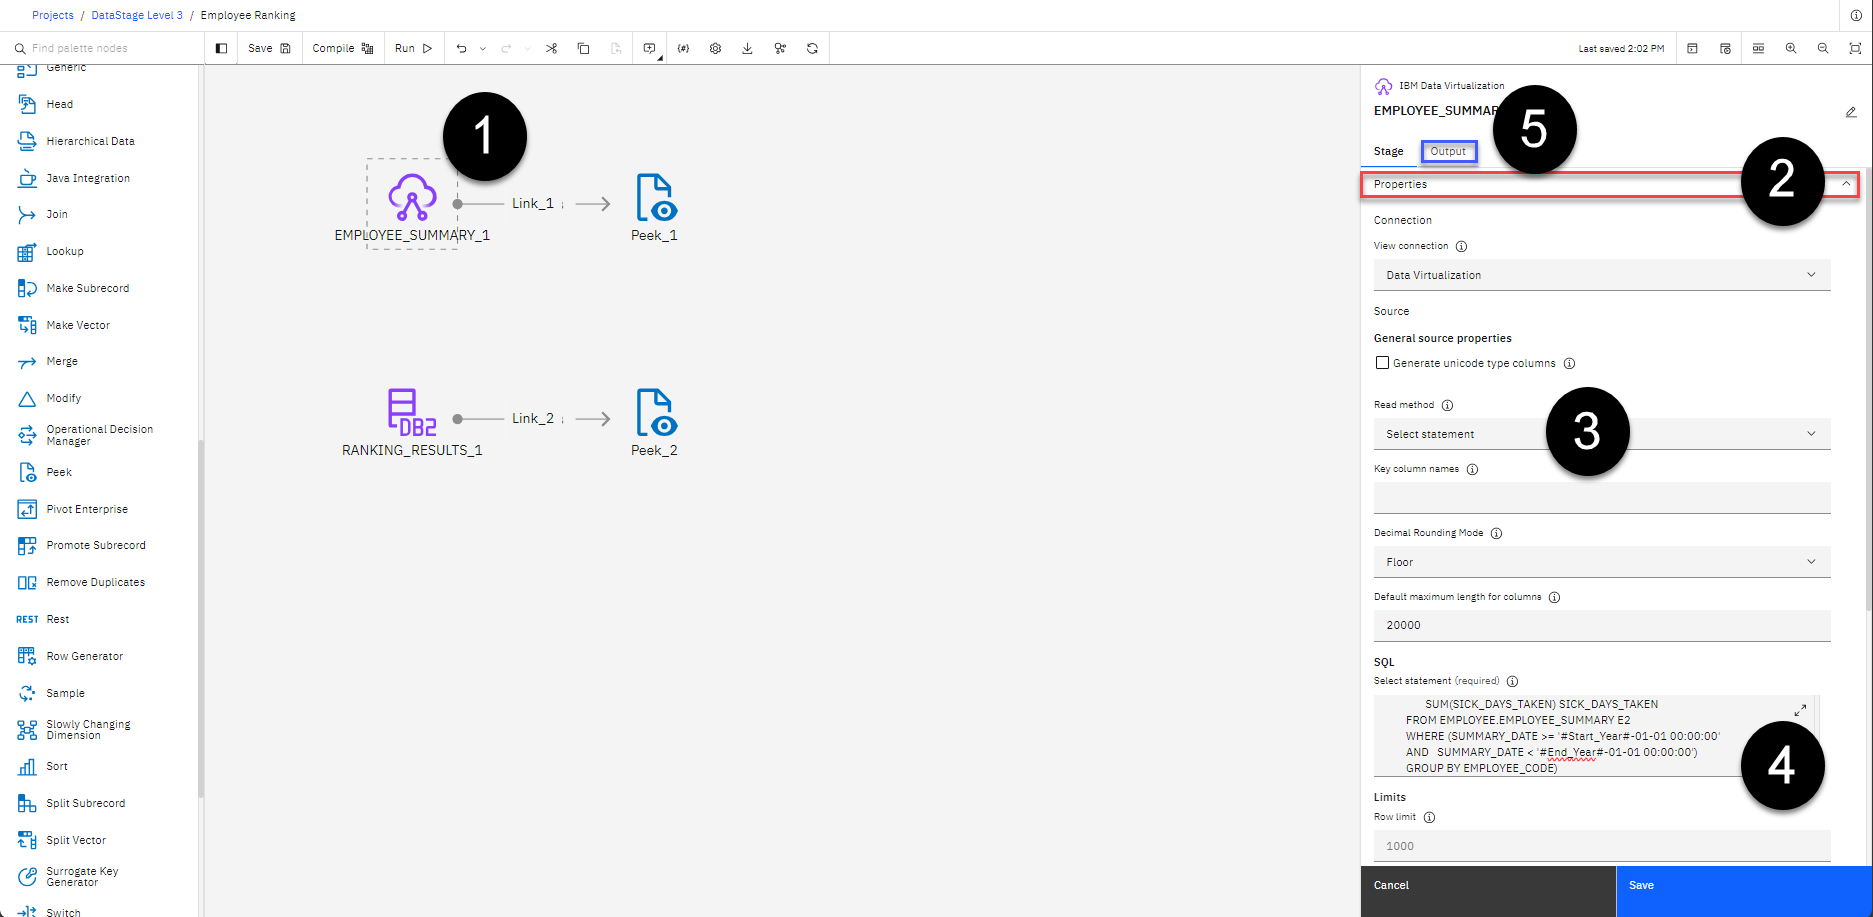 Projects / DataStage Level 3 / Employee Ranking
Find palette nodes
Save
Compile
Run
Last saved 2:02 PM
Generic
Head
Hierarchical Data
Java Integration
Join
Lookup
Make Subrecord
Make Vector
Merge
Modify
Operational Decision
Manager
Peek
Pivot Enterprise
Promote Subrecord
Remove Duplicates
REST Rest
Row Generator
Sample
Slowly Changing
Dimension
Sort
Split Subrecord
Split Vector
Surrogate Key
Generator
Switch
1
Link_1
EMPLOYEE_SUMMARY_1
Peek_1
DB2
Link_2
RANKING_RESULTS_1
Peek_2
IBM Data Virtualization
EMPLOYEE_SUMMAR
5
Stage
Output
Properties
2
Connection
View connection
Data Virtualization
Source
General source properties
Generate unicode type columns
Read method
Select statement
3
Key column names
Decimal Rounding Mode
Floor
Default maximum length for columns
20000
SQL
Select statement (required)
SUM(SICK_DAYS_TAKEN) SICK_DAYS_TAKEN
FROM EMPLOYEE.EMPLOYEE_SUMMARY E2
WHERE (SUMMARY_DATE >= '#Start_Year#-01-01 00:00:00'
AND SUMMARY_DATE < '#End_Year#-01-01 00:00:00')
GROUP BY EMPLOYEE_CODE)
4
Limits
Row limit
1000
Cancel
Save